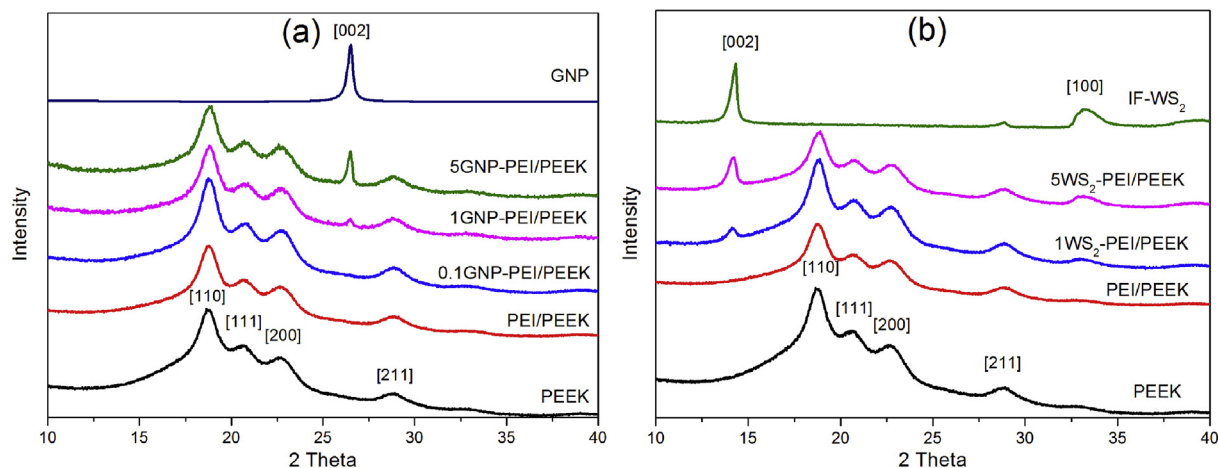 (a)
[002]
GNP
5GNP-PEI/PEEK
1GNP-PEI/PEEK
0.1GNP-PEI/PEEK
[110]
[111]
[200]
PEI/PEEK
[211]
PEEK
Intensity
10 15 20 25 30 35 40
2 Theta
(b)
[002]
[100]
IF-WS₂
5WS₂-PEI/PEEK
1WS₂-PEI/PEEK
[110]
PEI/PEEK
[111]
[200]
[211]
PEEK
Intensity
10 15 20 25 30 35 40
2 Theta